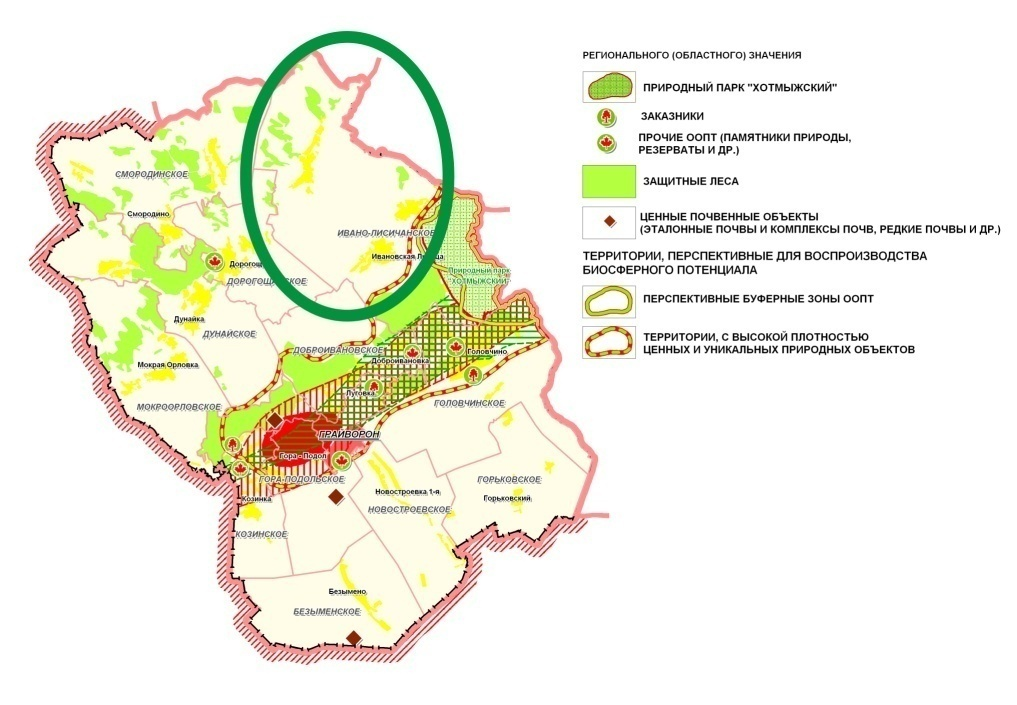 РЕГИОНАЛЬНОГО (ОБЛАСТНОГО) ЗНАЧЕНИЯ
ПРИРОДНЫЙ ПАРК "ХОТМЫЖСКИЙ"
ЗАКАЗНИКИ
ПРОЧИЕ ООПТ (ПАМЯТНИКИ ПРИРОДЫ,
РЕЗЕРВАТЫ И ДР.)
ЗАЩИТНЫЕ ЛЕСА
ЦЕННЫЕ ПОЧВЕННЫЕ ОБЪЕКТЫ
(ЭТАЛОННЫЕ ПОЧВЫ И КОМПЛЕКСЫ ПОЧВ, РЕДКИЕ ПОЧВЫ И ДР.)
ТЕРРИТОРИИ, ПЕРСПЕКТИВНЫЕ ДЛЯ ВОСПРОИЗВОДСТВА
БИОСФЕРНОГО ПОТЕНЦИАЛА
ПЕРСПЕКТИВНЫЕ БУФЕРНЫЕ ЗОНЫ ООПТ
ТЕРРИТОРИИ, С ВЫСОКОЙ ПЛОТНОСТЬЮ
ЦЕННЫХ И УНИКАЛЬНЫХ ПРИРОДНЫХ ОБЪЕКТОВ
СМОРОДИНСКОЕ
Смородино
ИВАНО-ЛИСИЧАНСКОЕ
Ивановская
Дорогощ
Природный парк
"ХОТМЫЖСКИЙ"
ДОРОГОЩАНСКОЕ
Дунайка
ДУНАЙСКОЕ
ДОБРОИВАНОВСКОЕ
Доброивановка
Головчино
Мокрая Орловка
Луговка
МОКРООРЛОВСКОЕ
ГОЛОВЧИНСКОЕ
ГРАЙВОРОН
Гора - Подол
ГОРА-ПОДОЛЬСКОЕ
ГОРЬКОВСКОЕ
Новостроевка 1-я
Горьковский
Козинка
НОВОСТРОЕВСКОЕ
КОЗИНСКОЕ
Безымено
БЕЗЫМЕНСКОЕ